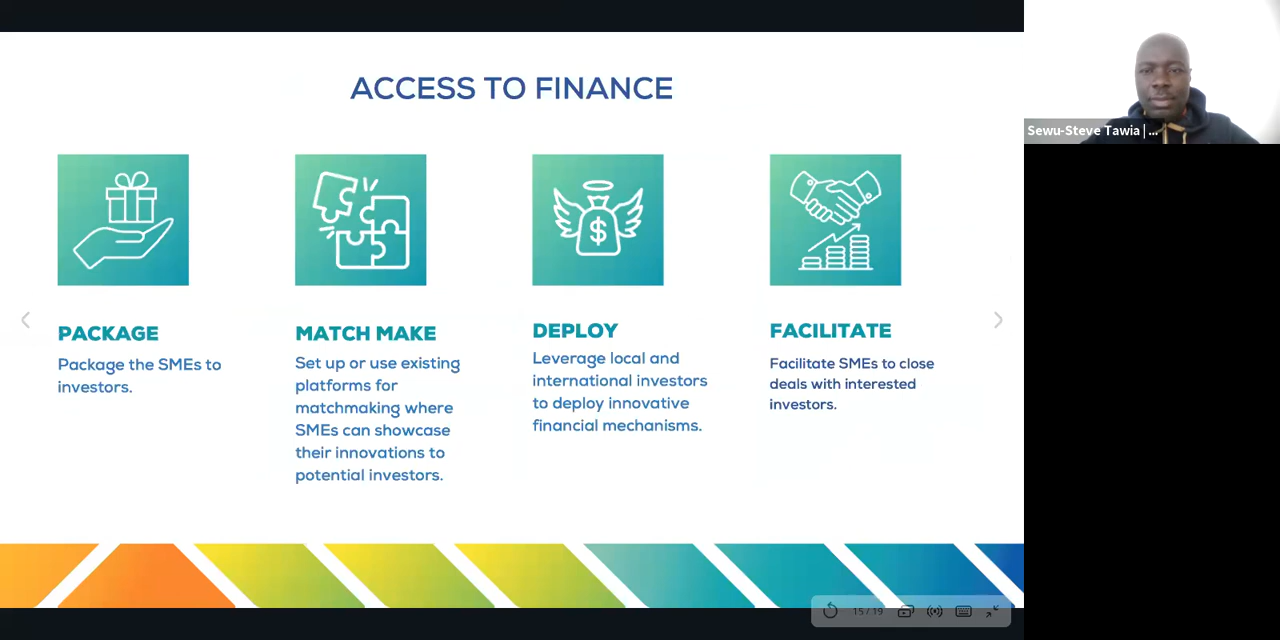 ACCESS TO FINANCE
PACKAGE
Package the SMEs to
investors.
MATCH MAKE
Set up or use existing
platforms for
matchmaking where
SMEs can showcase
their innovations to
potential investors.
$
DEPLOY
Leverage local and
international investors
to deploy innovative
financial mechanisms.
FACILITATE
Facilitate SMEs to close
deals with interested
investors.
Sewu-Steve Tawia | ...
15 / 19